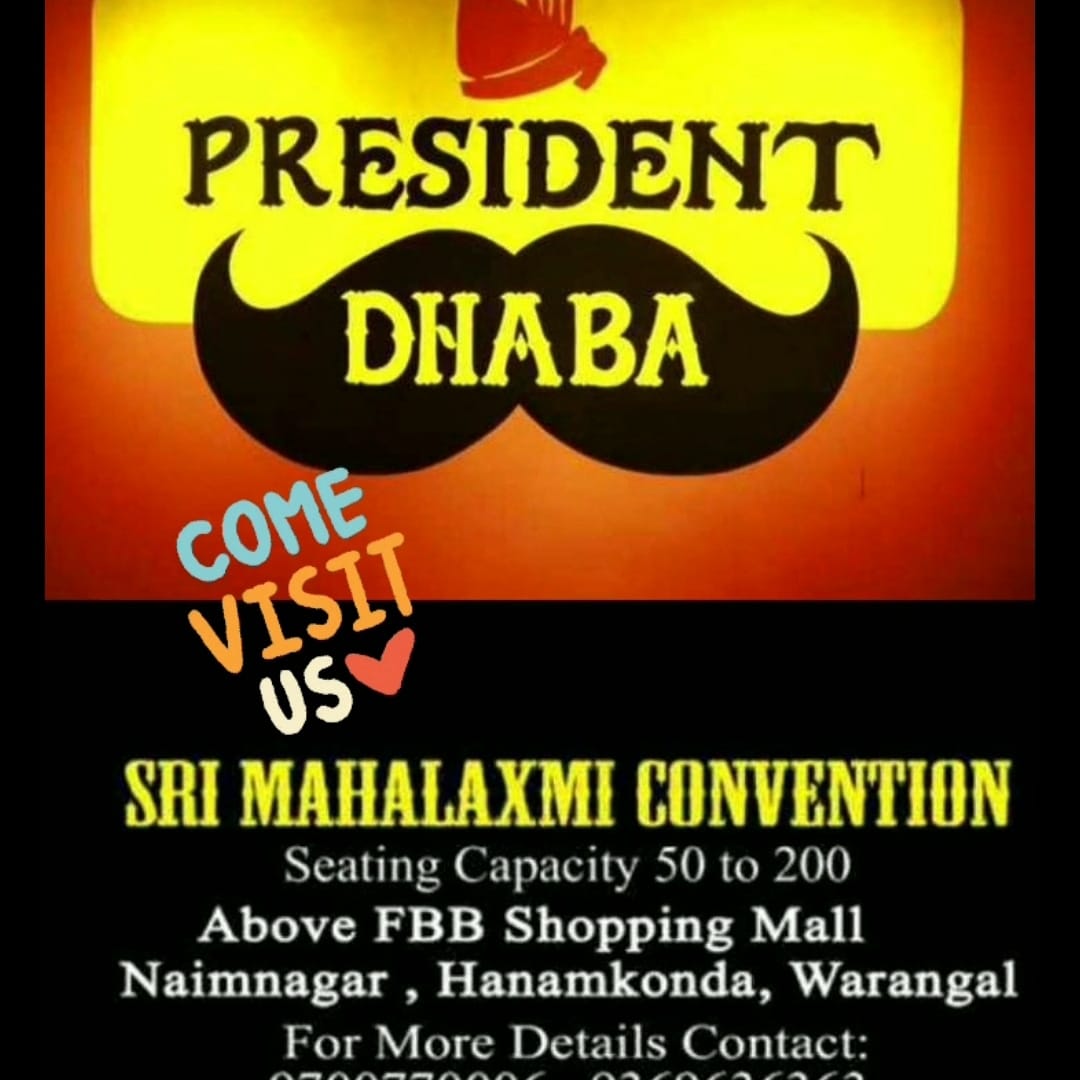 PRESIDENT
DHABA
COME
VISIT
US
SRI MAHALAXMI CONVENTION
Seating Capacity 50 to 200
Above FBB Shopping Mall
Naimnagar , Hanamkonda, Warangal
For More Details Contact: